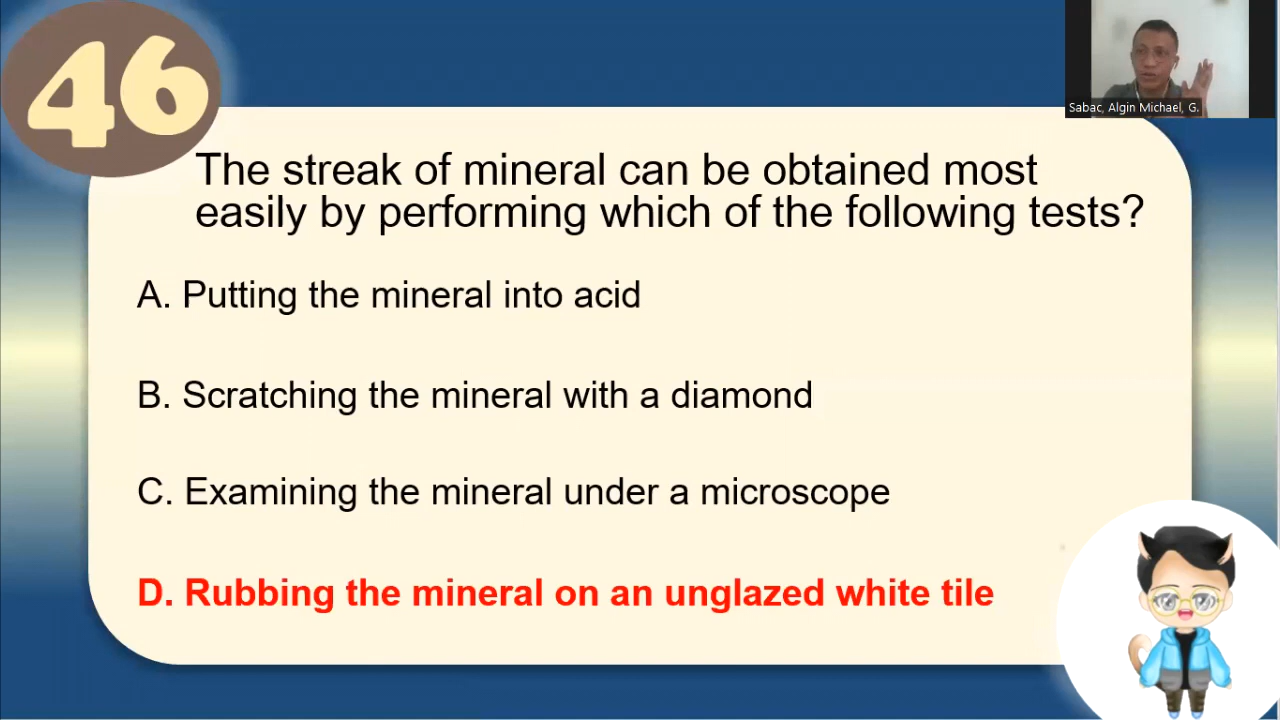 46
Sabac, Algin Michael, G.
The streak of mineral can be obtained most
easily by performing which of the following tests?
A. Putting the mineral into acid
B. Scratching the mineral with a diamond
C. Examining the mineral under a microscope
D. Rubbing the mineral on an unglazed white tile